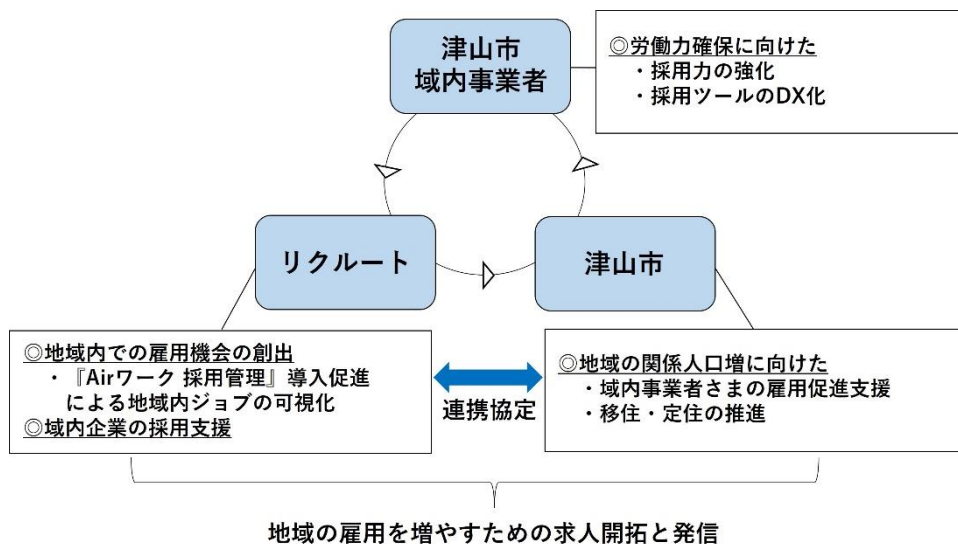 津山市
域内事業者
◎労働力確保に向けた
・採用力の強化
・採用ツールのDX化
リクルート
津山市
◎地域内での雇用機会の創出
・『Airワーク 採用管理』導入促進
による地域内ジョブの可視化
◎域内企業の採用支援
連携協定
◎地域の関係人口増に向けた
・域内事業者さまの雇用促進支援
・移住・定住の推進
地域の雇用を増やすための求人開拓と発信